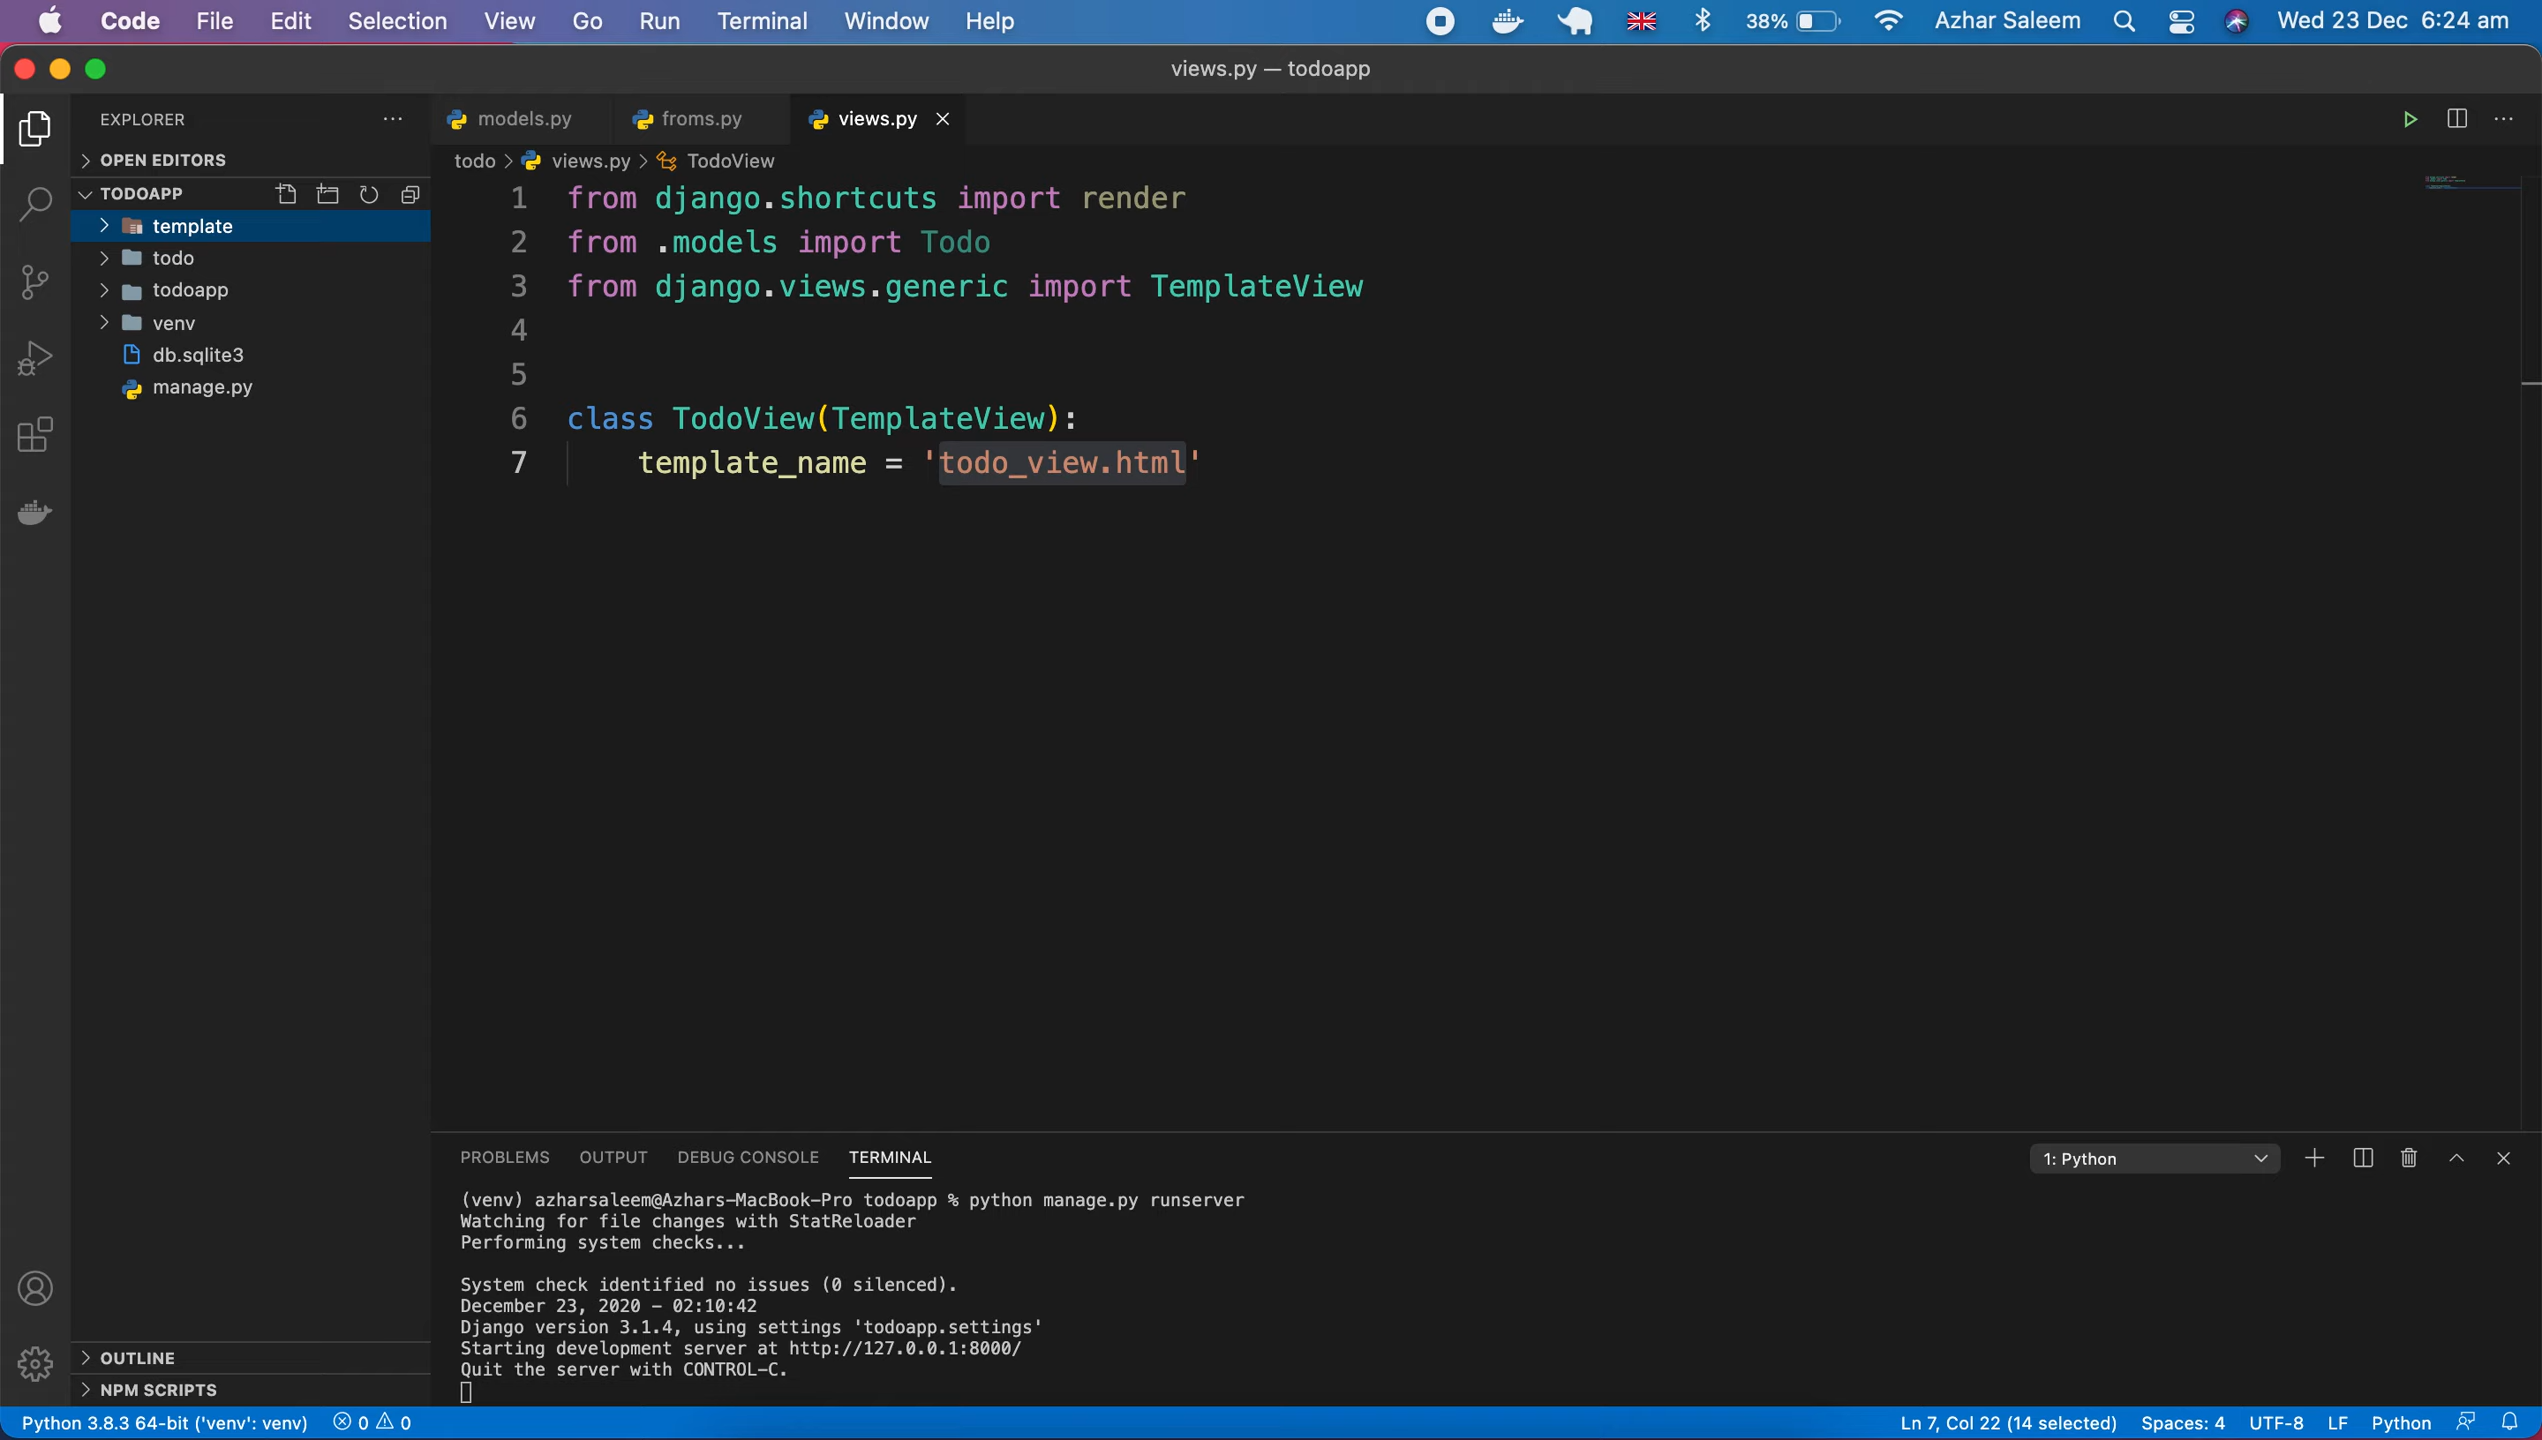 Code File Edit Selection View Go Run Terminal Window Help 38% Azhar Saleem Wed 23 Dec 6:24 am
views.py — todoapp
EXPLORER
models.py froms.py views.py
OPEN EDITORS
todo > views.py > TodoView
TODOAPP
template
todo
todoapp
venv
db.sqlite3
manage.py
1 from django.shortcuts import render
2 from .models import Todo
3 from django.views.generic import TemplateView
4
5
6 class TodoView(TemplateView):
7 template_name = 'todo_view.html'
PROBLEMS OUTPUT DEBUG CONSOLE TERMINAL 1: Python
(venv) azharsaleem@Azhars-MacBook-Pro todoapp % python manage.py runserver
Watching for file changes with StatReloader
Performing system checks...
System check identified no issues (0 silenced).
December 23, 2020 - 02:10:42
Django version 3.1.4, using settings 'todoapp.settings'
Starting development server at http://127.0.0.1:8000/
Quit the server with CONTROL-C.
OUTLINE
NPM SCRIPTS
Python 3.8.3 64-bit ('venv': venv) 0 0 Ln 7, Col 22 (14 selected) Spaces: 4 UTF-8 LF Python